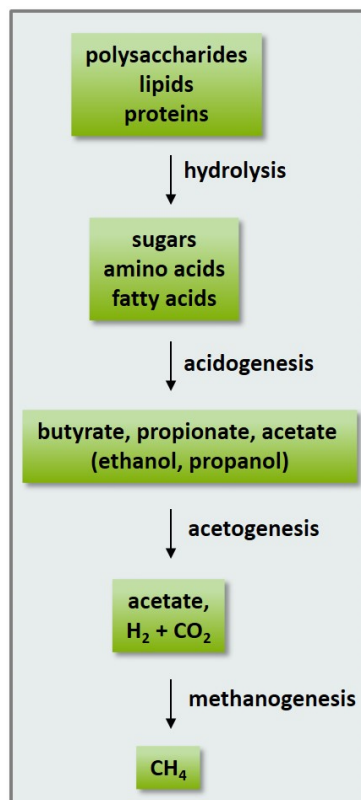 polysaccharides
lipids
proteins
hydrolysis
sugars
amino acids
fatty acids
acidogenesis
butyrate, propionate, acetate
(ethanol, propanol)
acetogenesis
acetate,
H₂ + CO₂
methanogenesis
CH₄